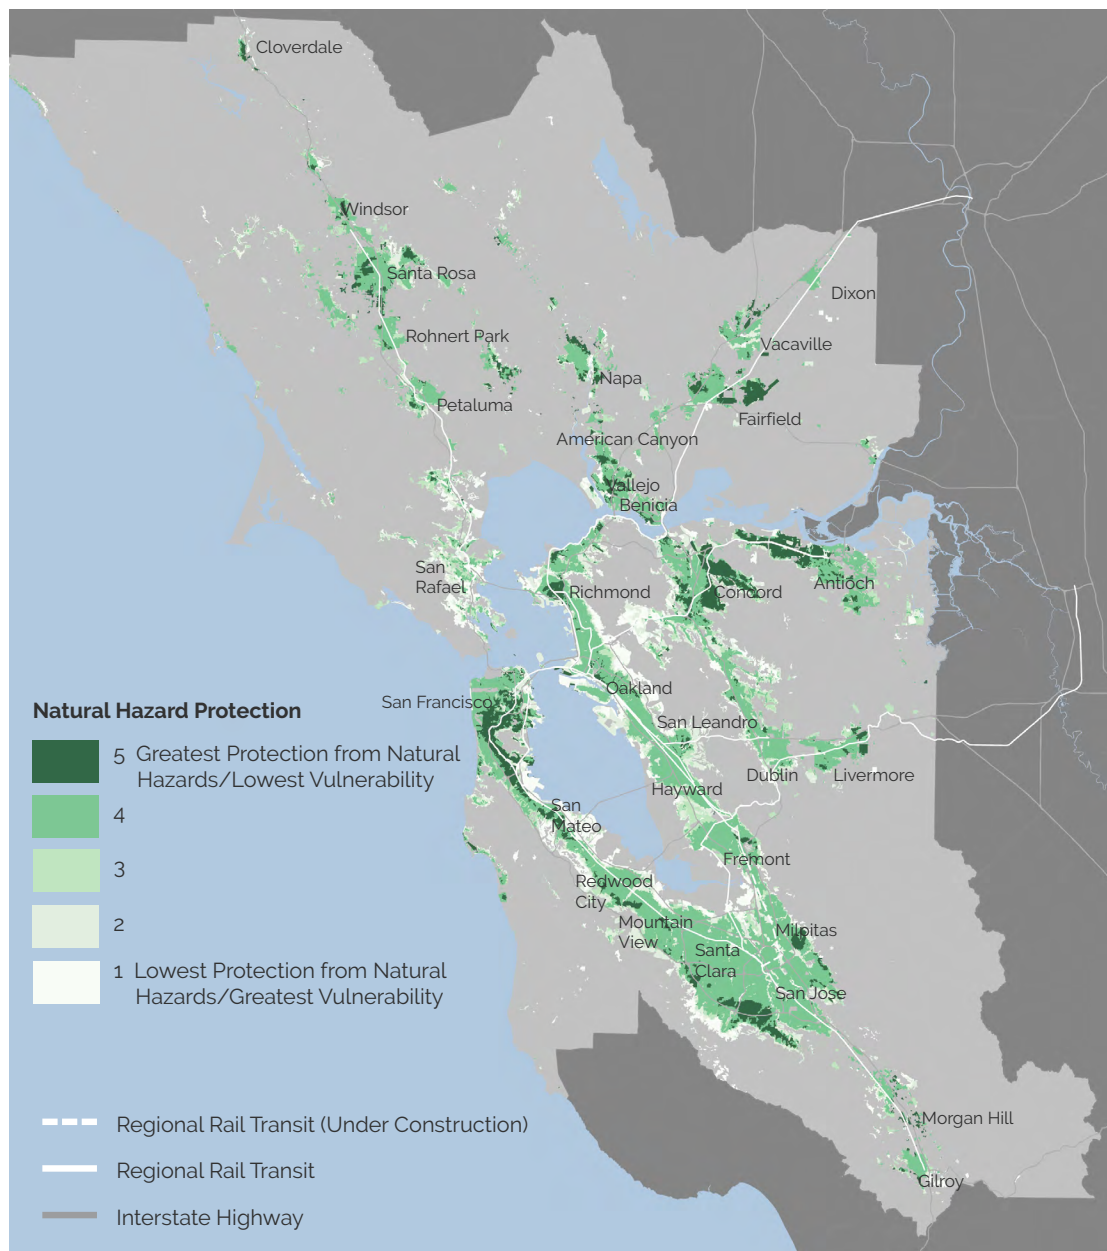 Cloverdale
Windsor
Santa Rosa
Dixon
Rohnert Park
Vacaville
Napa
Petaluma
Fairfield
American Canyon
Vallejo
Benicia
San
Rafael
Antioch
Richmond
Concord
Oakland
San Francisco
San Leandro
Dublin
Livermore
Hayward
San
Mateo
Fremont
Redwood
City
Mountain
View
Milpitas
Santa
Clara
San Jose
Morgan Hill
Gilroy
Natural Hazard Protection
5 Greatest Protection from Natural
Hazards/Lowest Vulnerability
4
3
2
1 Lowest Protection from Natural
Hazards/Greatest Vulnerability
Regional Rail Transit (Under Construction)
Regional Rail Transit
Interstate Highway